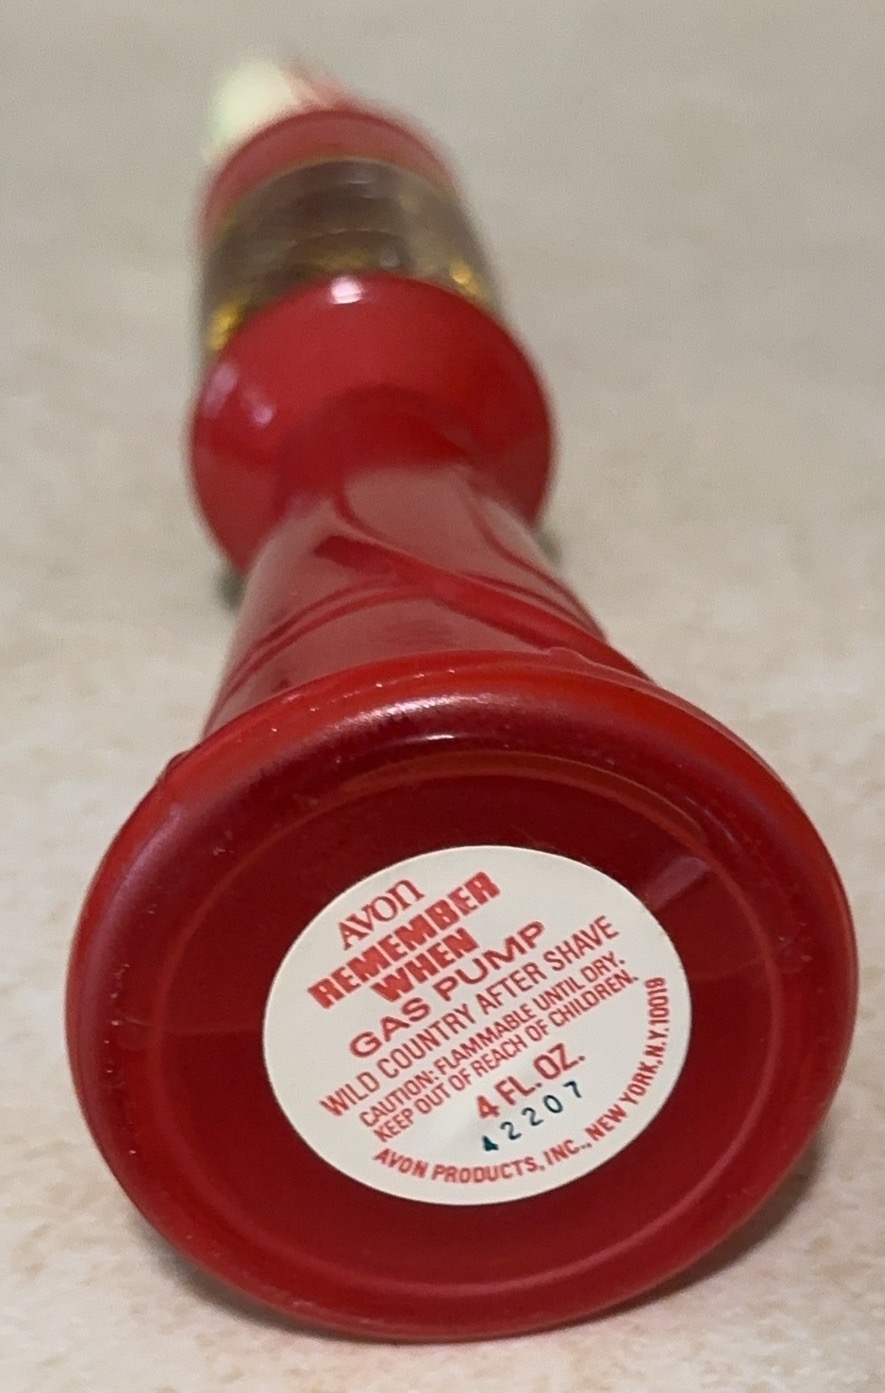 AVON
REMEMBER
WHEN
GAS PUMP
WILD COUNTRY AFTER SHAVE
CAUTION: FLAMMABLE UNTIL DRY.
KEEP OUT OF REACH OF CHILDREN.
4 FL. OZ.
42207
AVON PRODUCTS, INC., NEW YORK, N.Y. 10019